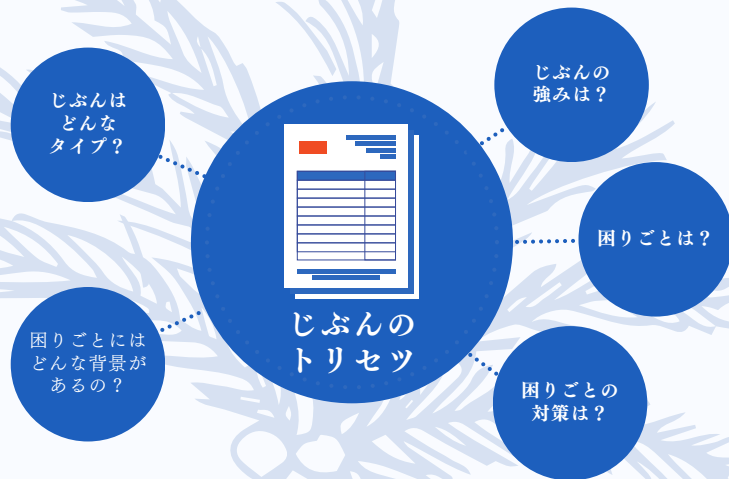 じぶんは
どんな
タイプ？
じぶんの
強みは？
困りごとは？
困りごとには
どんな背景が
あるの？
困りごとの
対策は？
じぶんの
トリセツ